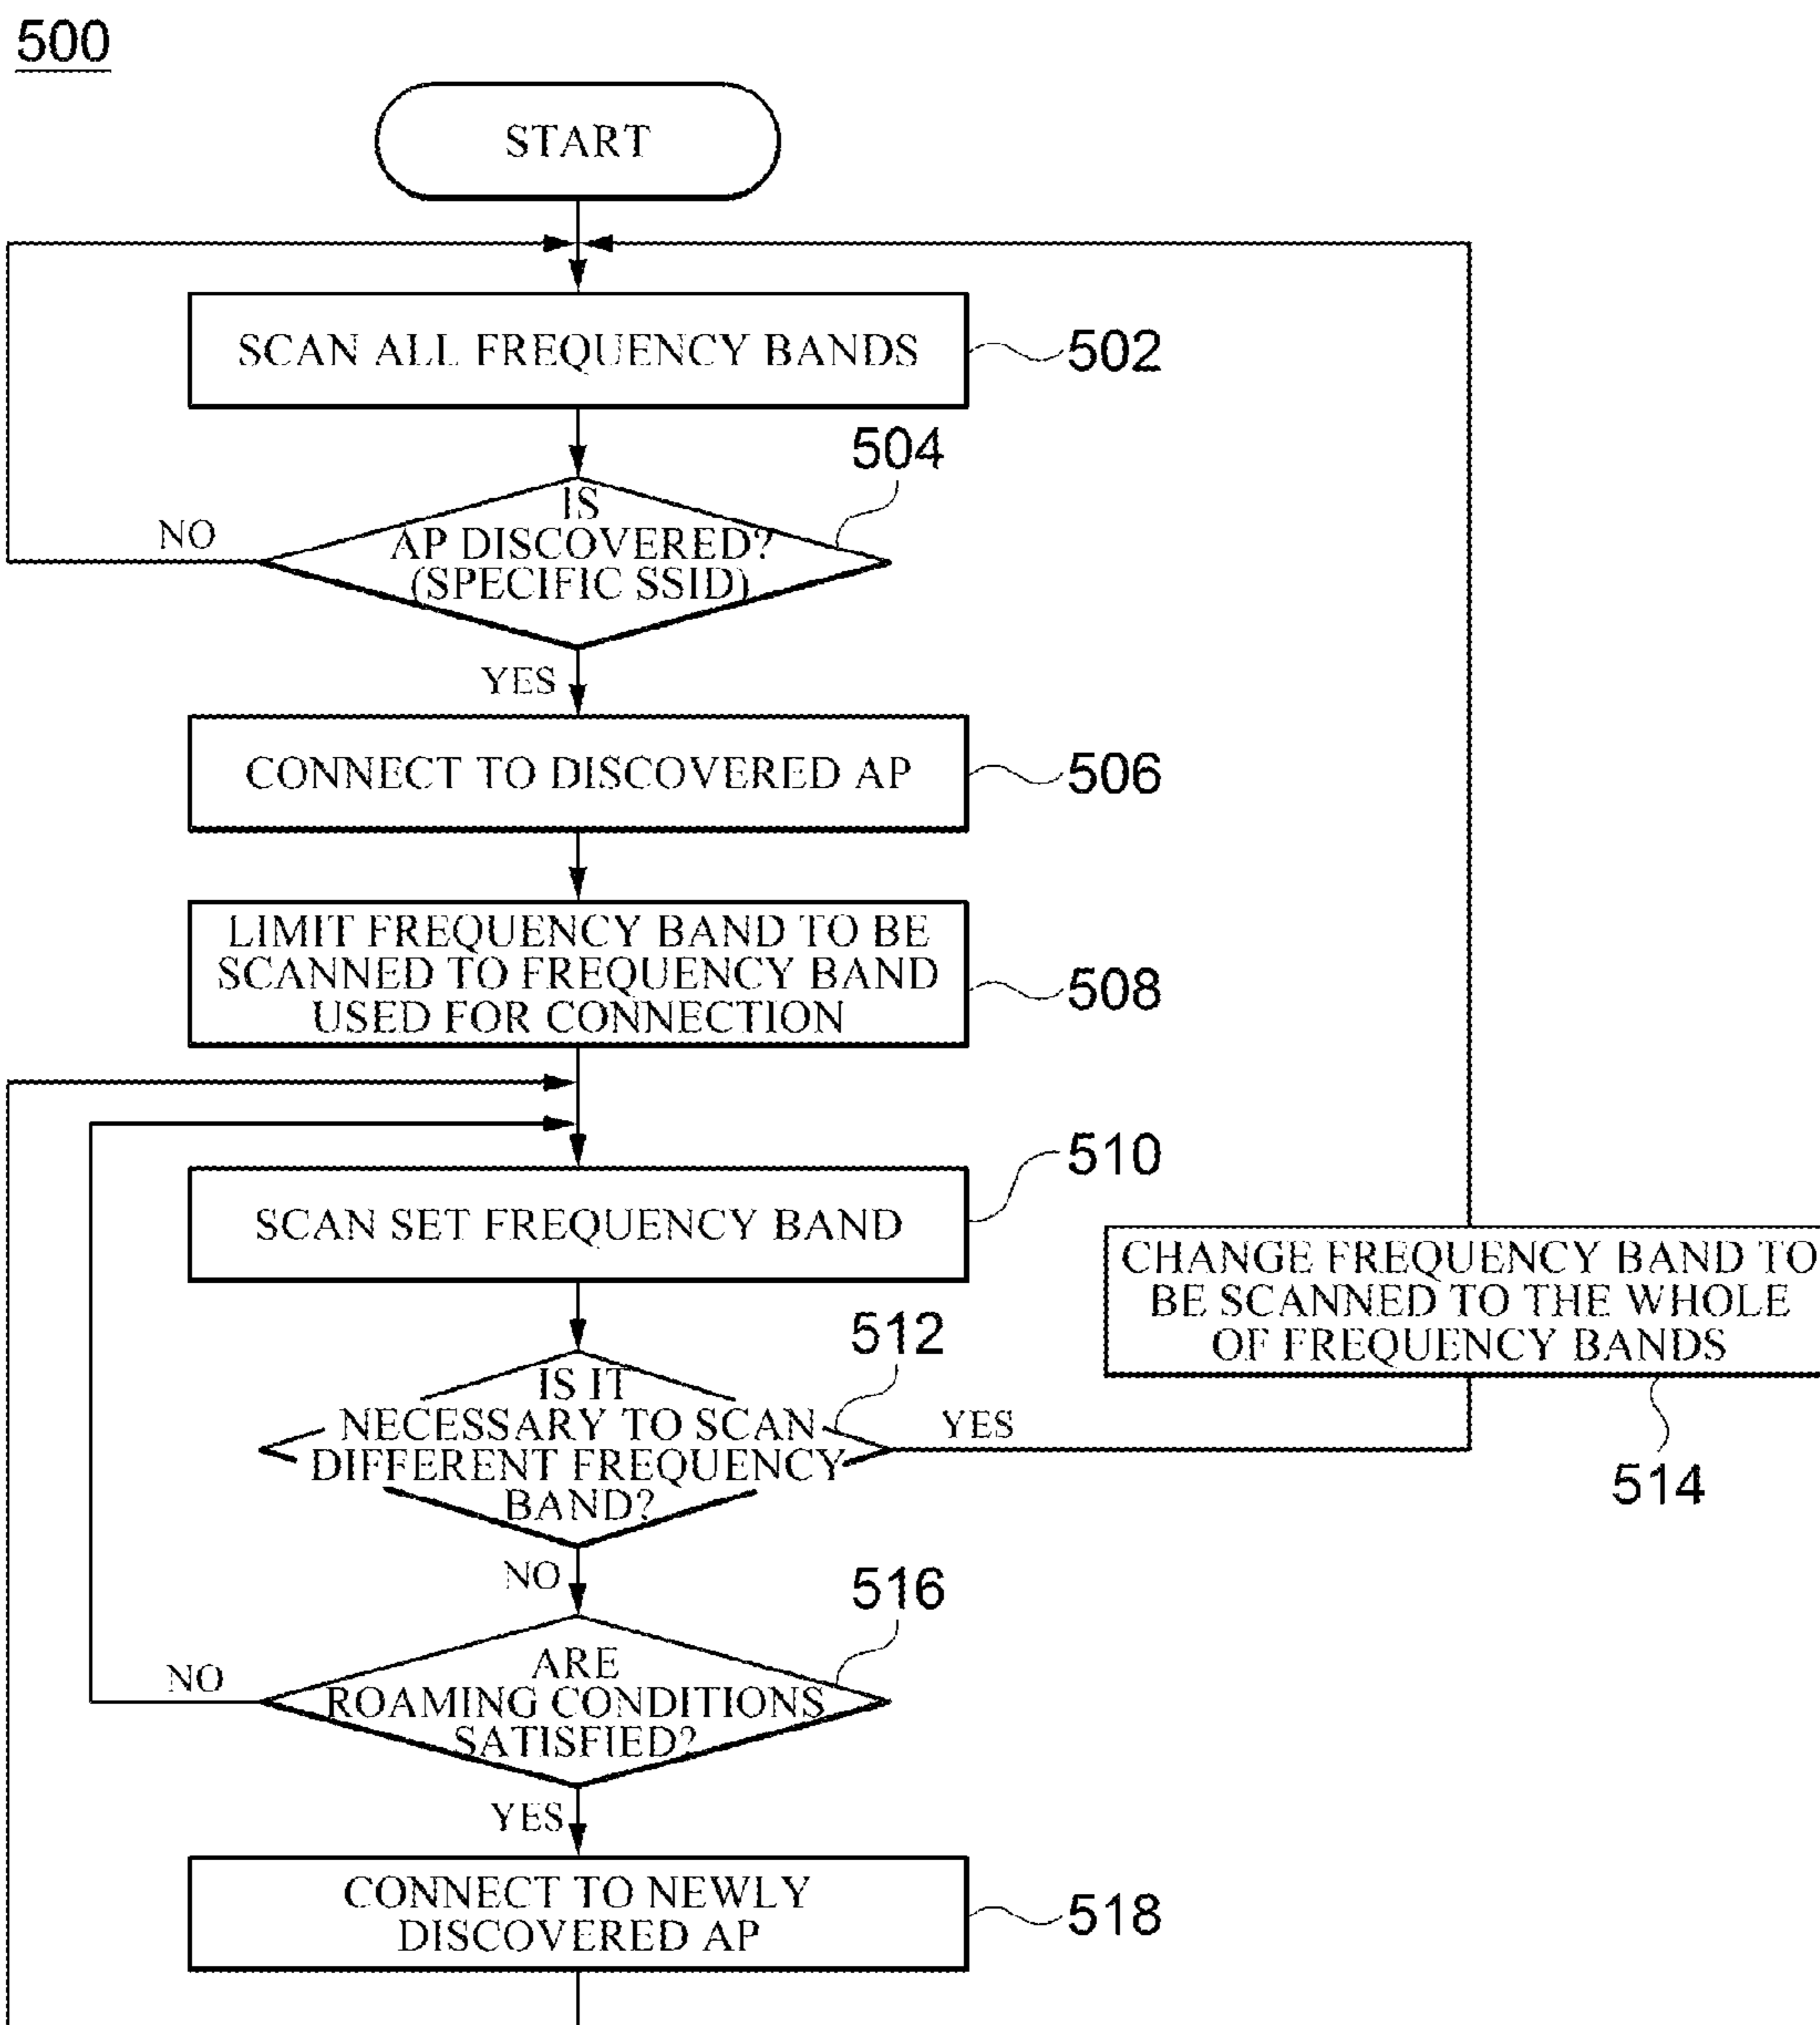 500
START
SCAN ALL FREQUENCY BANDS
502
504
IS
AP DISCOVERED?
(SPECIFIC SSID)
NO
YES
CONNECT TO DISCOVERED AP
506
LIMIT FREQUENCY BAND TO BE
SCANNED TO FREQUENCY BAND
USED FOR CONNECTION
508
SCAN SET FREQUENCY BAND
510
CHANGE FREQUENCY BAND TO
BE SCANNED TO THE WHOLE
OF FREQUENCY BANDS
514
512
IS IT
NECESSARY TO SCAN
DIFFERENT FREQUENCY
BAND?
YES
NO
516
ARE
ROAMING CONDITIONS
SATISFIED?
NO
YES
CONNECT TO NEWLY
DISCOVERED AP
518